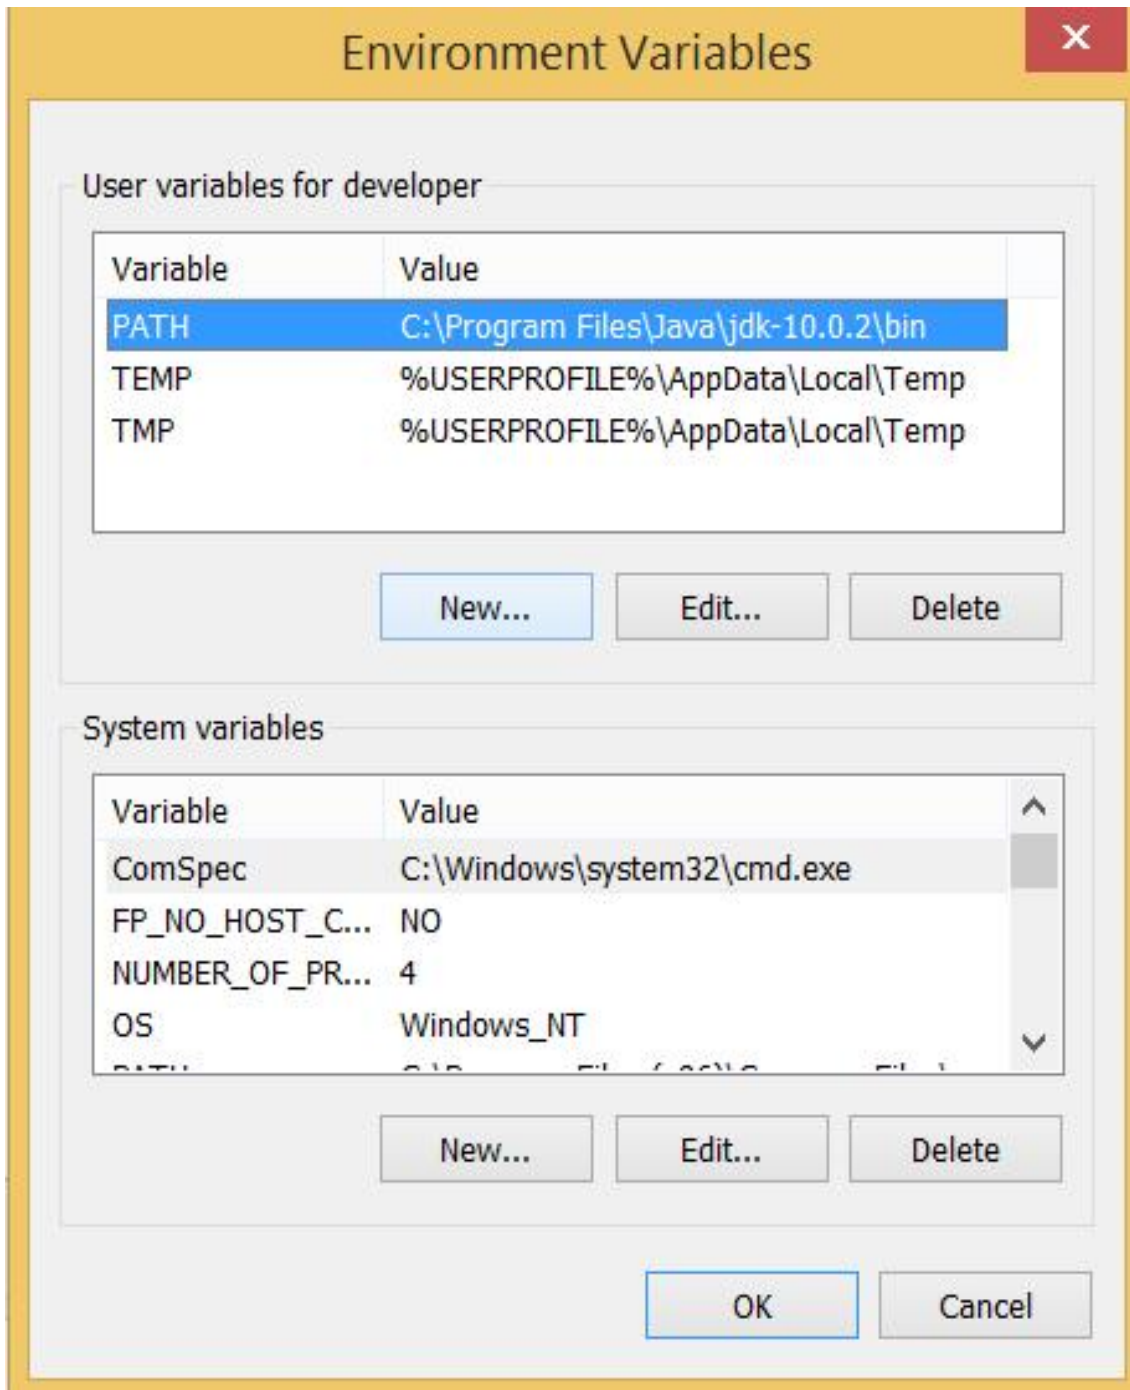 Environment Variables
User variables for developer
Variable Value
PATH C:\Program Files\Java\jdk-10.0.2\bin
TEMP %USERPROFILE%\AppData\Local\Temp
TMP %USERPROFILE%\AppData\Local\Temp
New... Edit... Delete
System variables
Variable Value
ComSpec C:\Windows\system32\cmd.exe
FP_NO_HOST_C... NO
NUMBER_OF_PR... 4
OS Windows_NT
New... Edit... Delete
OK Cancel